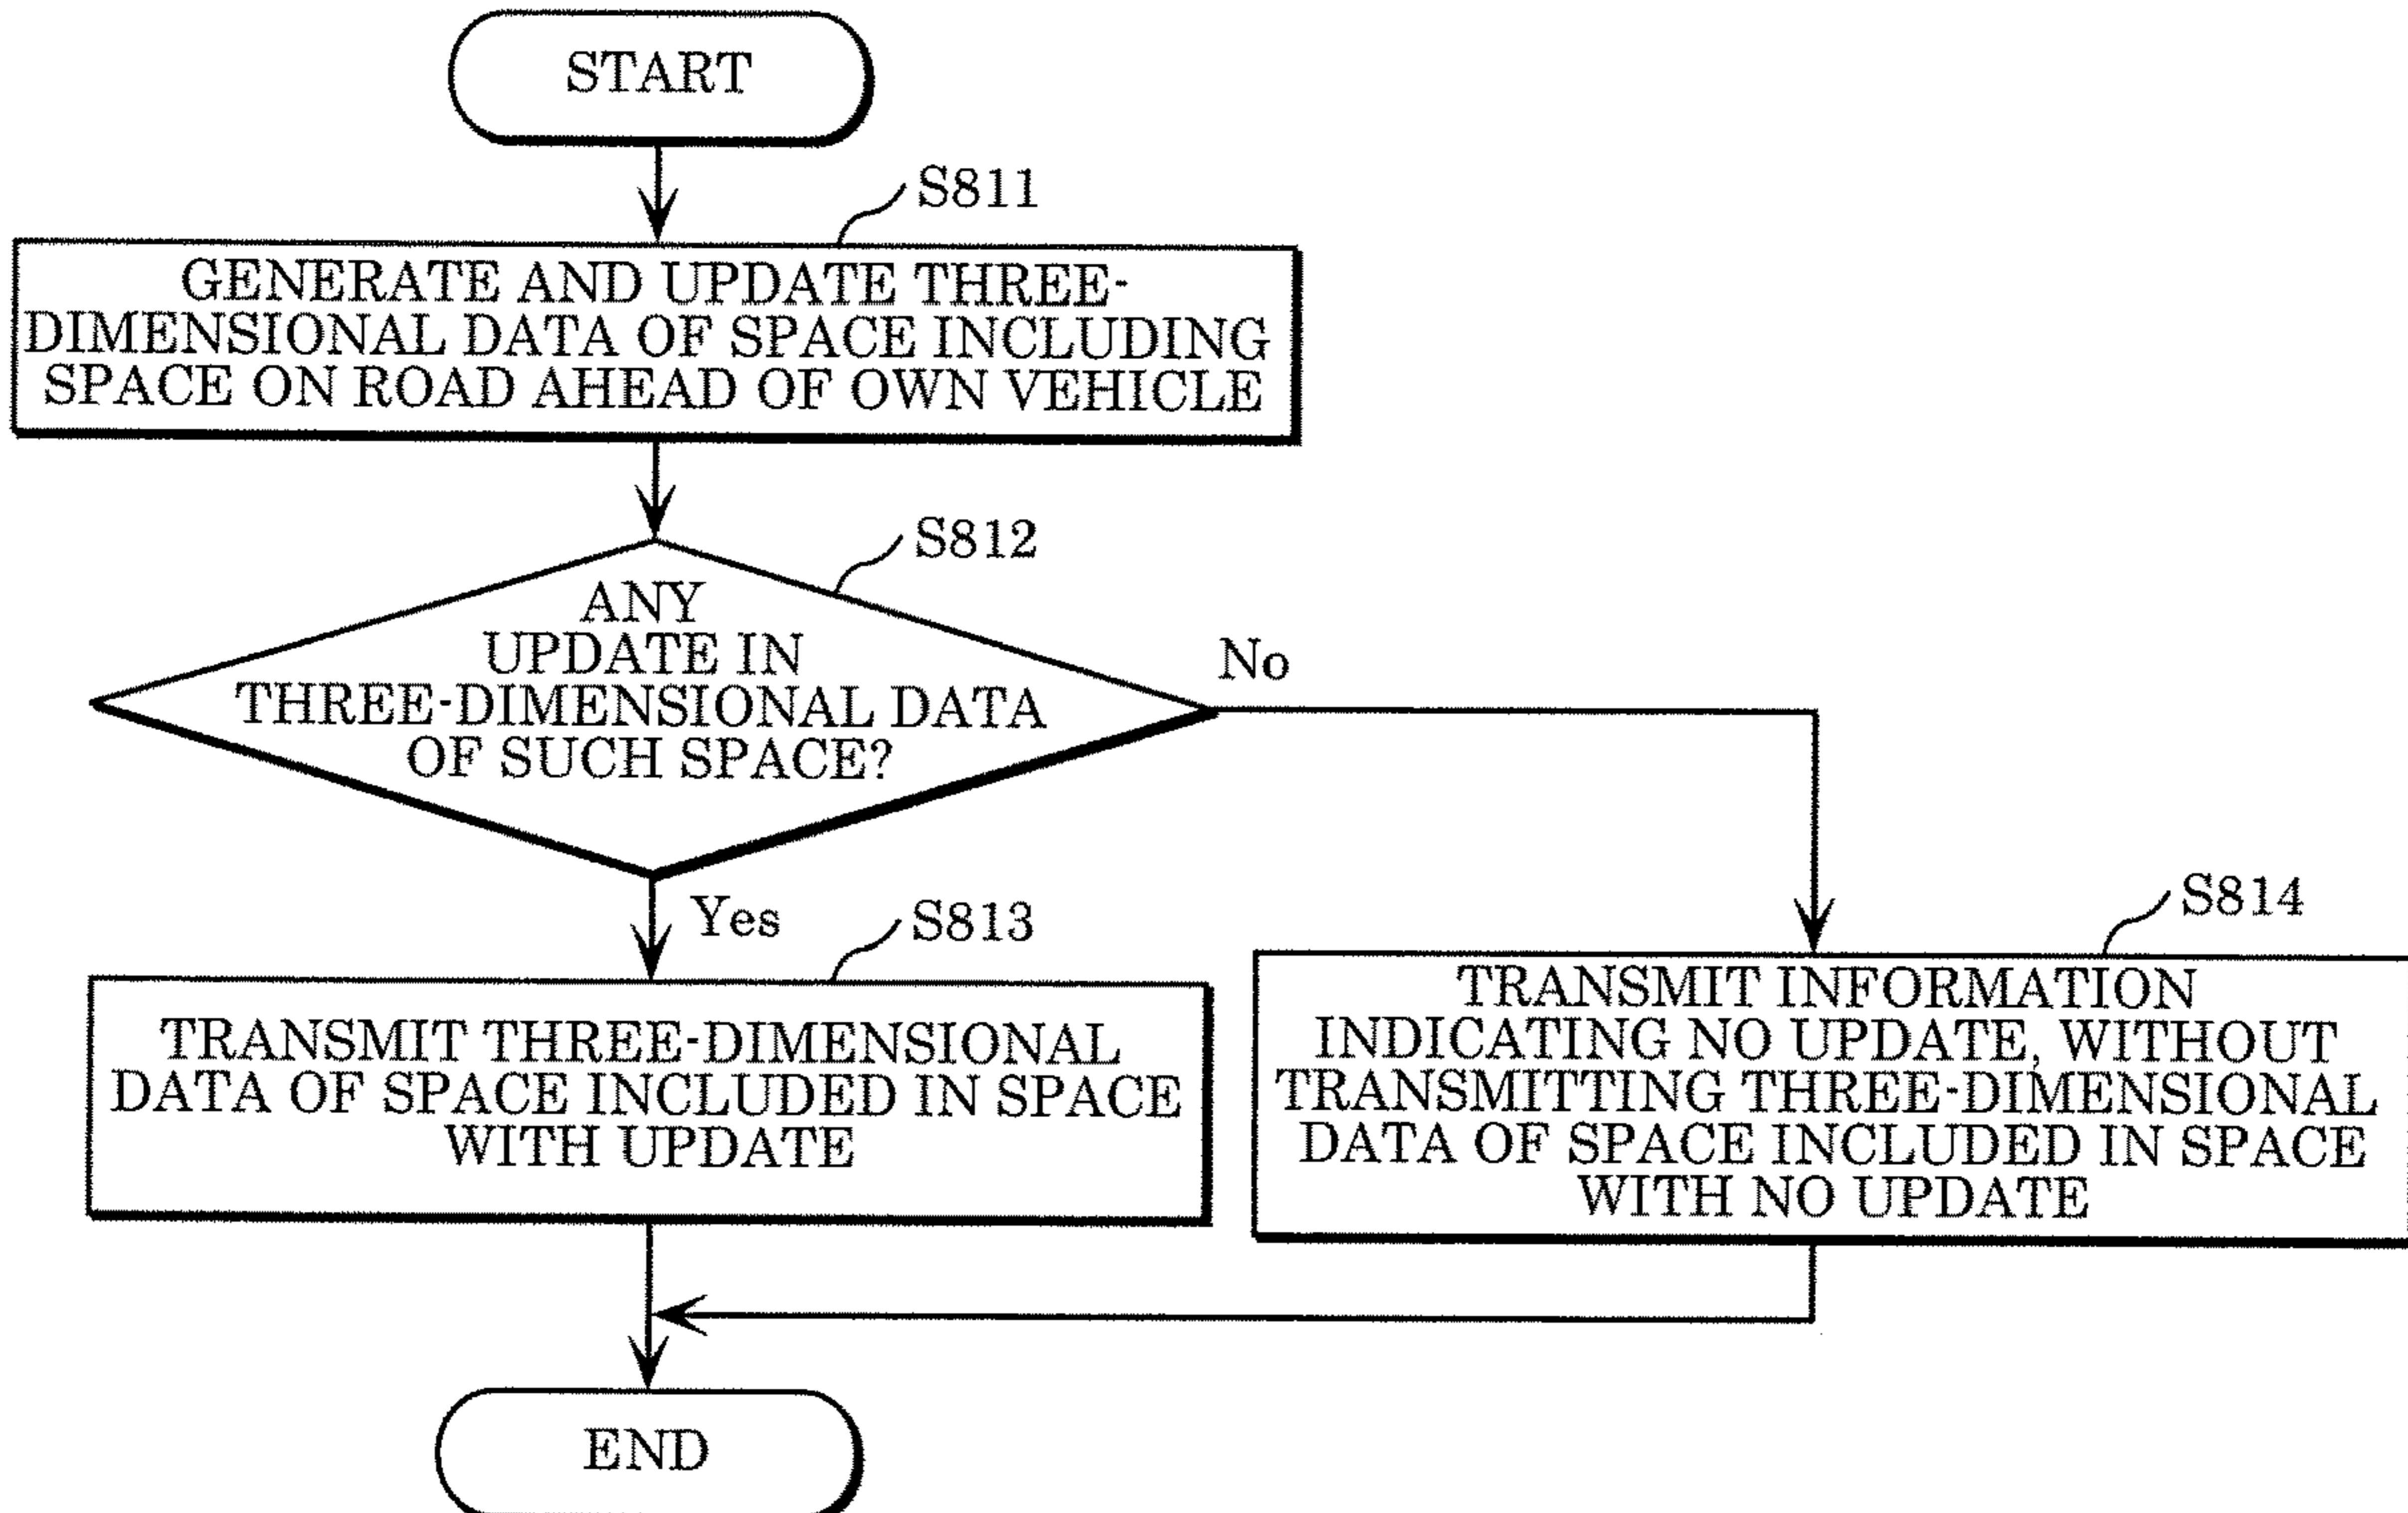 START
S811
GENERATE AND UPDATE THREE-
DIMENSIONAL DATA OF SPACE INCLUDING
SPACE ON ROAD AHEAD OF OWN VEHICLE
S812
ANY
UPDATE IN
THREE-DIMENSIONAL DATA
OF SUCH SPACE?
No
Yes
S813
TRANSMIT THREE-DIMENSIONAL
DATA OF SPACE INCLUDED IN SPACE
WITH UPDATE
S814
TRANSMIT INFORMATION
INDICATING NO UPDATE, WITHOUT
TRANSMITTING THREE-DIMENSIONAL
DATA OF SPACE INCLUDED IN SPACE
WITH NO UPDATE
END